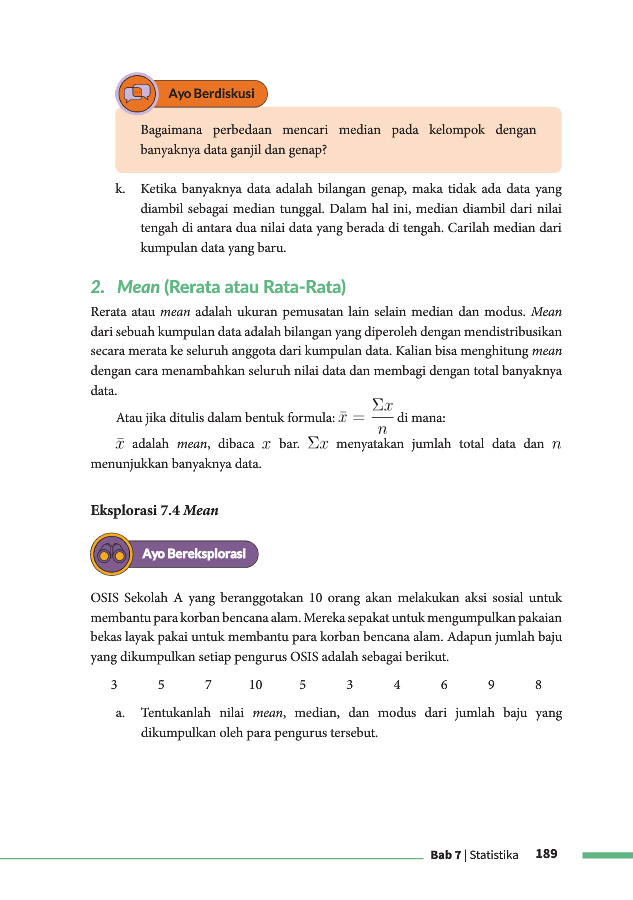 Ayo Berdiskusi
Bagaimana perbedaan mencari median pada kelompok dengan
banyaknya data ganjil dan genap?
k. Ketika banyaknya data adalah bilangan genap, maka tidak ada data yang
diambil sebagai median tunggal. Dalam hal ini, median diambil dari nilai
tengah di antara dua nilai data yang berada di tengah. Carilah median dari
kumpulan data yang baru.
2. Mean (Rerata atau Rata-Rata)
Rerata atau mean adalah ukuran pemusatan lain selain median dan modus. Mean
dari sebuah kumpulan data adalah bilangan yang diperoleh dengan mendistribusikan
secara merata ke seluruh anggota dari kumpulan data. Kalian bisa menghitung mean
dengan cara menambahkan seluruh nilai data dan membagi dengan total banyaknya
data.
Atau jika ditulis dalam bentuk formula: x̄ = Σx/n di mana:
x̄ adalah mean, dibaca x bar. Σx menyatakan jumlah total data dan n
menunjukkan banyaknya data.
Eksplorasi 7.4 Mean
Ayo Bereksplorasi
OSIS Sekolah A yang beranggotakan 10 orang akan melakukan aksi sosial untuk
membantu para korban bencana alam. Mereka sepakat untuk mengumpulkan pakaian
bekas layak pakai untuk membantu para korban bencana alam. Adapun jumlah baju
yang dikumpulkan setiap pengurus OSIS adalah sebagai berikut.
3 5 7 10 5 3 4 6 9 8
a. Tentukanlah nilai mean, median, dan modus dari jumlah baju yang
dikumpulkan oleh para pengurus tersebut.
Bab 7 | Statistika 189